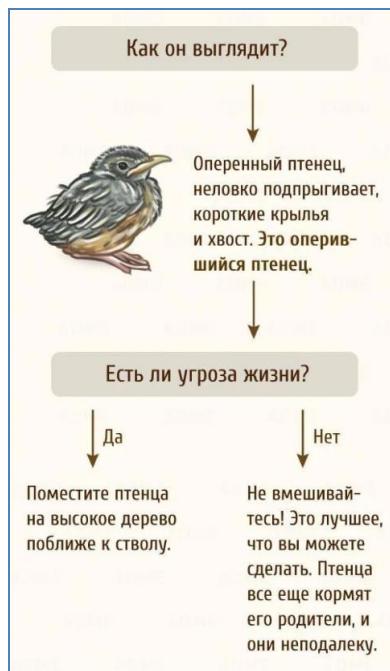 Как он выглядит?
Оперенный птенец,
неловко подпрыгивает,
короткие крылья
и хвост. Это оперив-
шийся птенец.
Есть ли угроза жизни?
Да
Нет
Поместите птенца
на высокое дерево
поближе к стволу.
Не вмешивай-
тесь! Это лучшее,
что вы можете
сделать. Птенца
все еще кормят
его родители, и
они неподалеку.